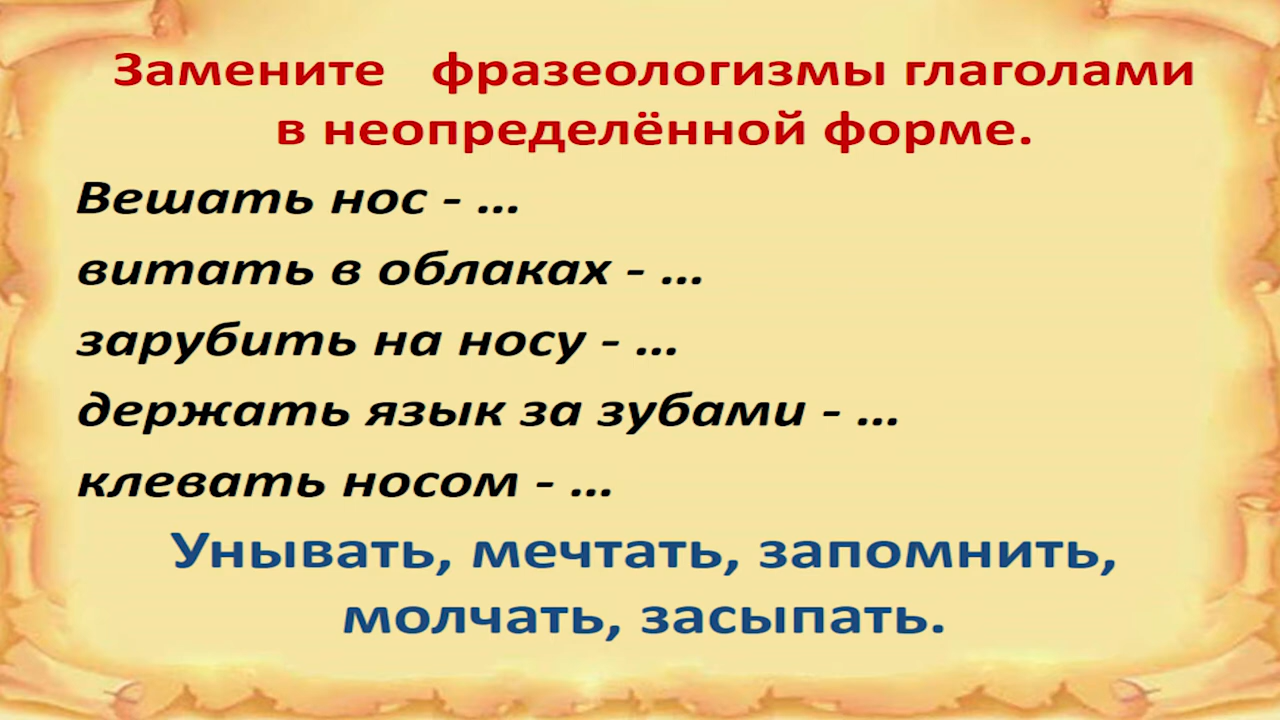 Замените фразеологизмы глаголами
в неопределённой форме.
Вешать нос - ...
витать в облаках - ...
зарубить на носу - ...
держать язык за зубами - ...
клевать носом - ...
Унывать, мечтать, запомнить,
молчать, засыпать.